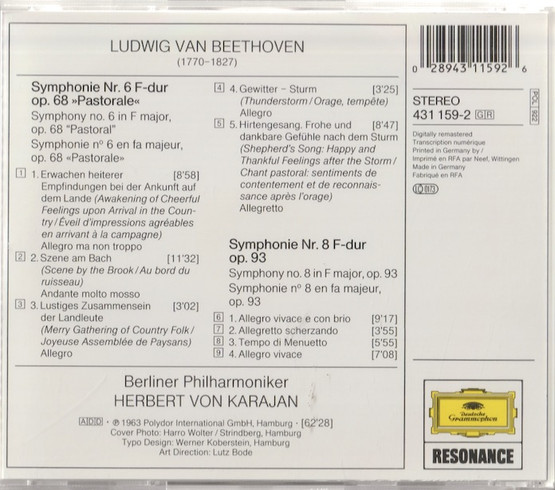 LUDWIG VAN BEETHOVEN
(1770–1827)
Symphonie Nr. 6 F-dur
op. 68 »Pastorale«
Symphony no. 6 in F major,
op. 68 "Pastoral"
Symphonie nº 6 en fa majeur,
op. 68 «Pastorale»
1 1. Erwachen heiterer [8'58]
Empfindungen bei der Ankunft auf
dem Lande (Awakening of Cheerful
Feelings upon Arrival in the Coun-
try/Éveil d'impressions agréables
en arrivant à la campagne)
Allegro ma non troppo
2 2. Szene am Bach [11'32]
(Scene by the Brook/Au bord du
ruisseau)
Andante molto mosso
3 3. Lustiges Zusammensein [3'02]
der Landleute
(Merry Gathering of Country Folk/
Joyeuse Assemblée de Paysans)
Allegro
4 4. Gewitter – Sturm [3'25]
(Thunderstorm/Orage, tempête)
Allegro
5 5. Hirtengesang. Frohe und [8'47]
dankbare Gefühle nach dem Sturm
(Shepherd's Song: Happy and
Thankful Feelings after the Storm/
Chant pastoral: sentiments de
contentement et de reconnais-
sance après l'orage)
Allegretto
Symphonie Nr. 8 F-dur
op. 93
Symphony no. 8 in F major, op. 93
Symphonie nº 8 en fa majeur,
op. 93
6 1. Allegro vivace e con brio [9'17]
7 2. Allegretto scherzando [3'55]
8 3. Tempo di Menuetto [5'55]
9 4. Allegro vivace [7'08]
Berliner Philharmoniker
HERBERT VON KARAJAN
ADD · ℗ 1963 Polydor International GmbH, Hamburg · [62'28]
Cover Photo: Harro Wolter / Strindberg, Hamburg
Typo Design: Werner Koberstein, Hamburg
Art Direction: Lutz Bode
0 28943 11592 6
POL 922
STEREO
431 159-2 GR
Digitally remastered
Transcription numérique
Printed in Germany by /
Imprimé en RFA par Neef, Wittingen
Made in Germany
Fabriqué en RFA
LC 0173
Deutsche
Grammophon
RESONANCE